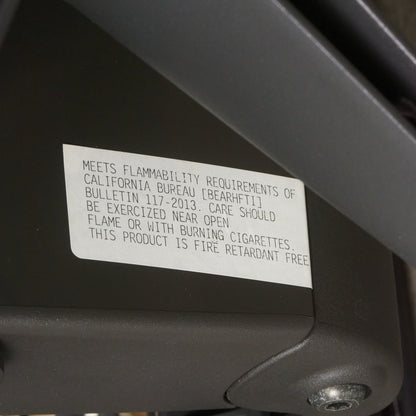 MEETS FLAMMABILITY REQUIREMENTS OF
CALIFORNIA BUREAU [BEARHFTI]
BULLETIN 117-2013. CARE SHOULD
BE EXERCIZED NEAR OPEN
FLAME OR WITH BURNING CIGARETTES.
THIS PRODUCT IS FIRE RETARDANT FREE